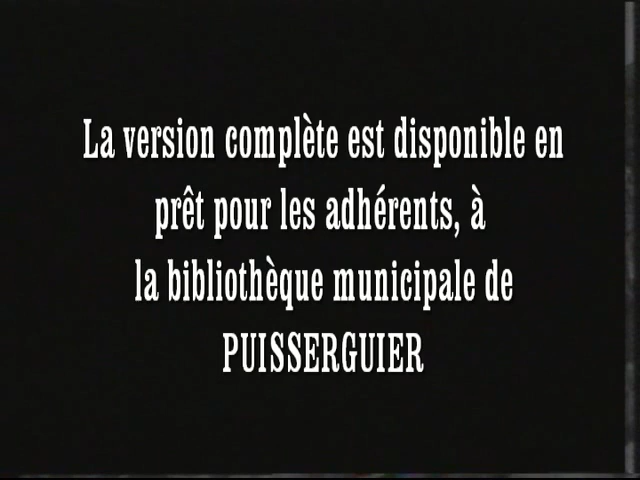 La version complète est disponible en
prêt pour les adhérents, à
la bibliothèque municipale de
PUISSERGUIER